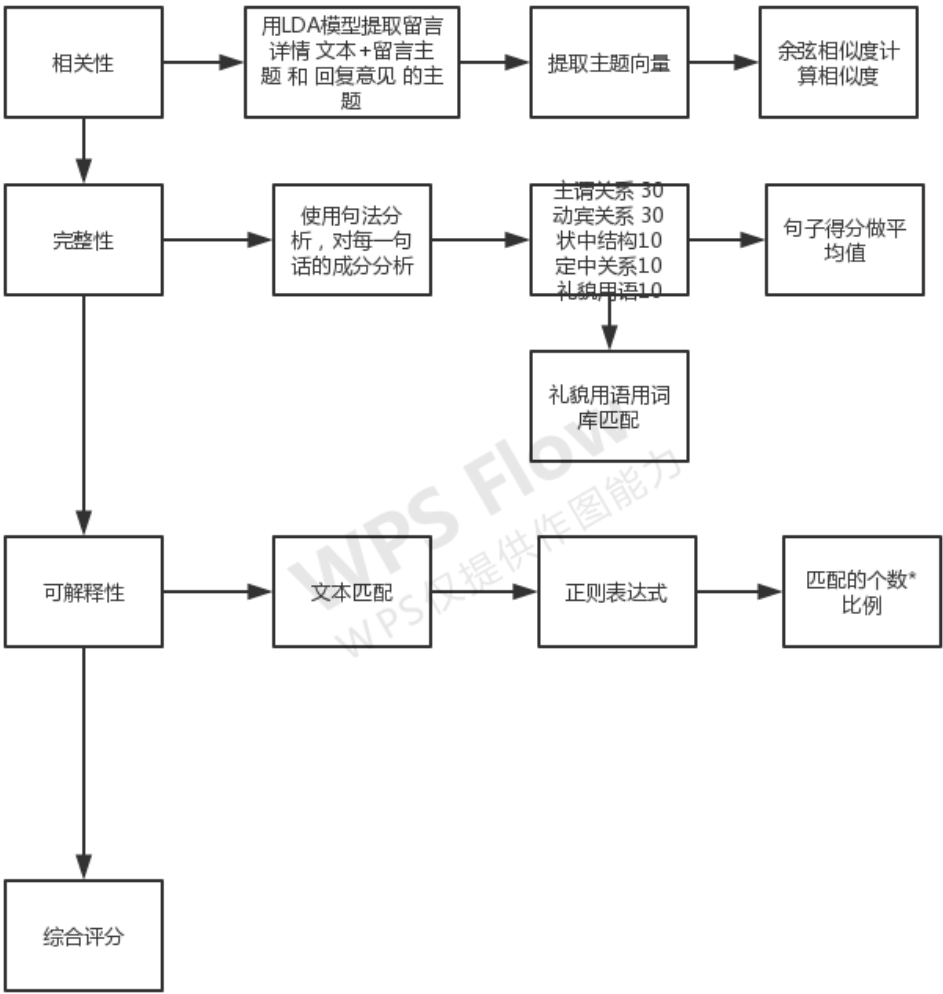 相关性
用LDA模型提取留言
详情 文本+留言主
题 和 回复意见 的主
题
提取主题向量
余弦相似度计
算相似度
完整性
使用句法分
析，对每一句
话的成分分析
主谓关系 30
动宾关系 30
状中结构10
定中关系10
礼貌用语10
句子得分做平
均值
礼貌用语用词
库匹配
WPS Flow
WPS仅提供作图能力
可解释性
文本匹配
正则表达式
匹配的个数*
比例
综合评分